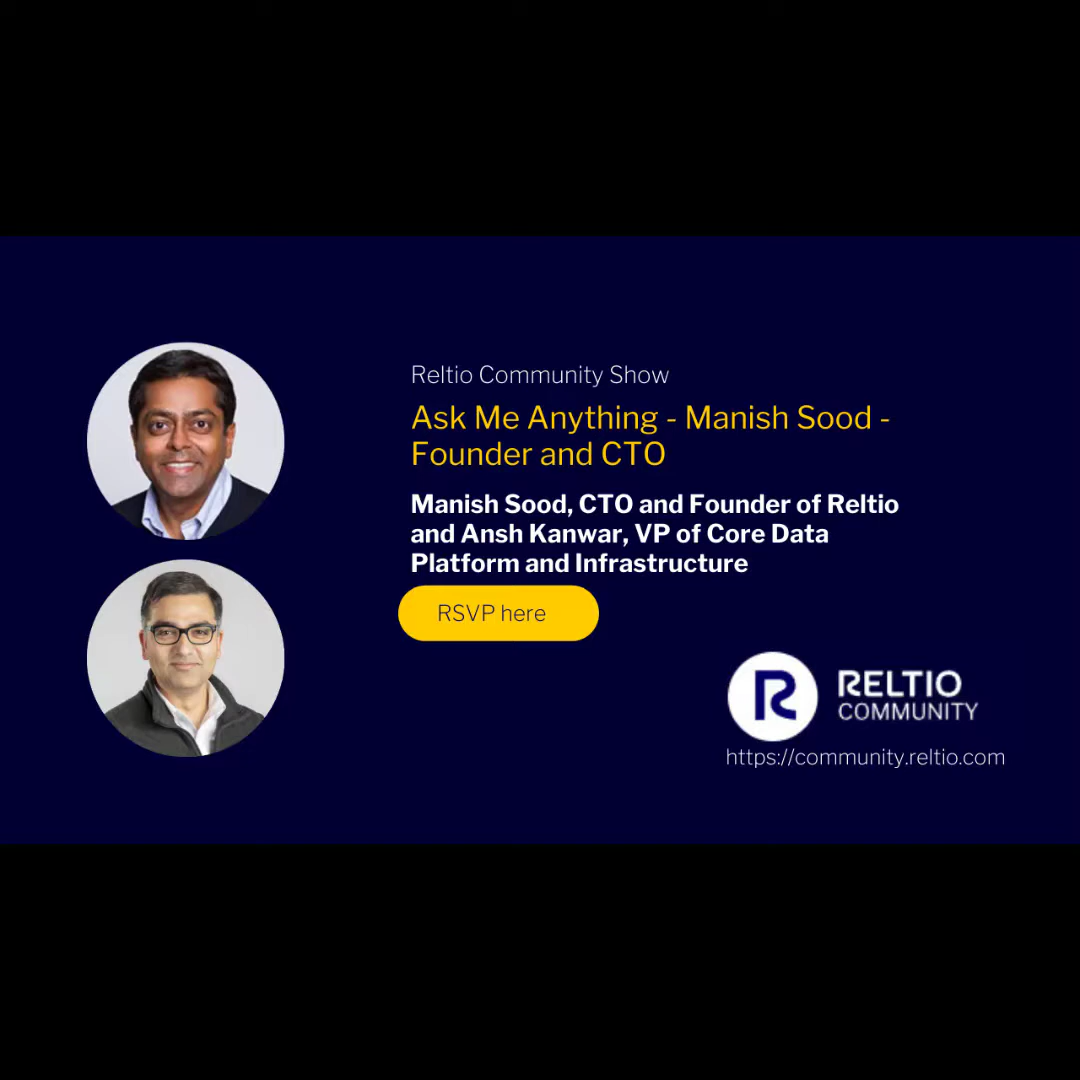 Reltio Community Show
Ask Me Anything - Manish Sood -
Founder and CTO
Manish Sood, CTO and Founder of Reltio
and Ansh Kanwar, VP of Core Data
Platform and Infrastructure
RSVP here
R RELTIO
COMMUNITY
https://community.reltio.com